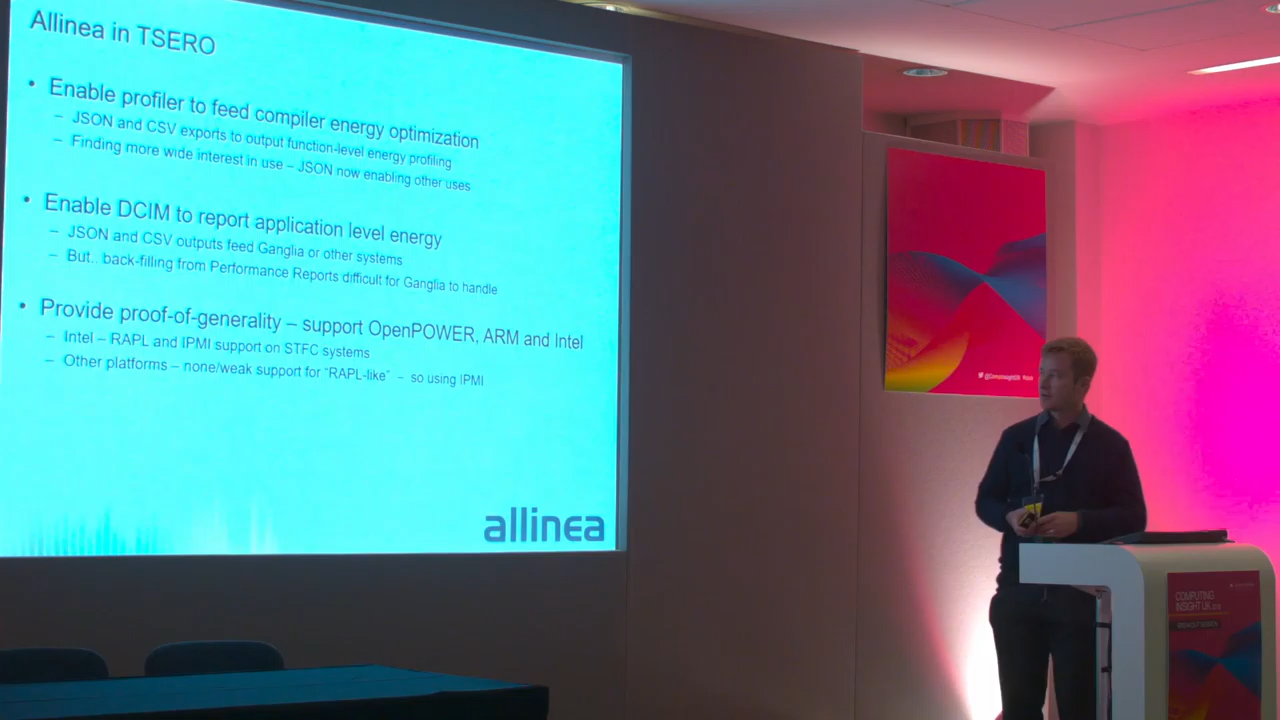 Allinea in TSERO
• Enable profiler to feed compiler energy optimization
– JSON and CSV exports to output function-level energy profiling
– Finding more wide interest in use – JSON now enabling other uses
• Enable DCIM to report application level energy
– JSON and CSV outputs feed Ganglia or other systems
– But.. back-filling from Performance Reports difficult for Ganglia to handle
• Provide proof-of-generality – support OpenPOWER, ARM and Intel
– Intel – RAPL and IPMI support on STFC systems
– Other platforms – none/weak support for "RAPL-like" – so using IPMI
allinea
COMPUTING
INSIGHT UK